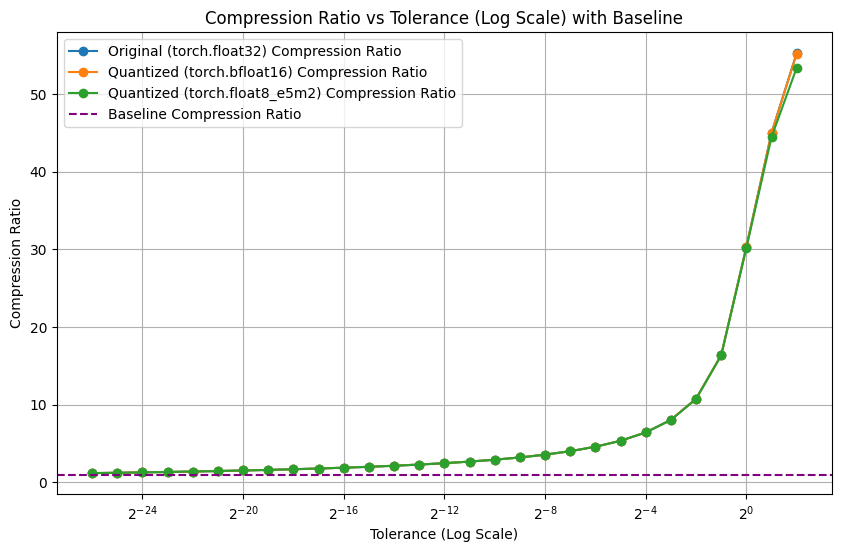 Compression Ratio vs Tolerance (Log Scale) with Baseline
Original (torch.float32) Compression Ratio
Quantized (torch.bfloat16) Compression Ratio
Quantized (torch.float8_e5m2) Compression Ratio
Baseline Compression Ratio
Compression Ratio
50
40
30
20
10
0
2⁻²⁴ 2⁻²⁰ 2⁻¹⁶ 2⁻¹² 2⁻⁸ 2⁻⁴ 2⁰
Tolerance (Log Scale)